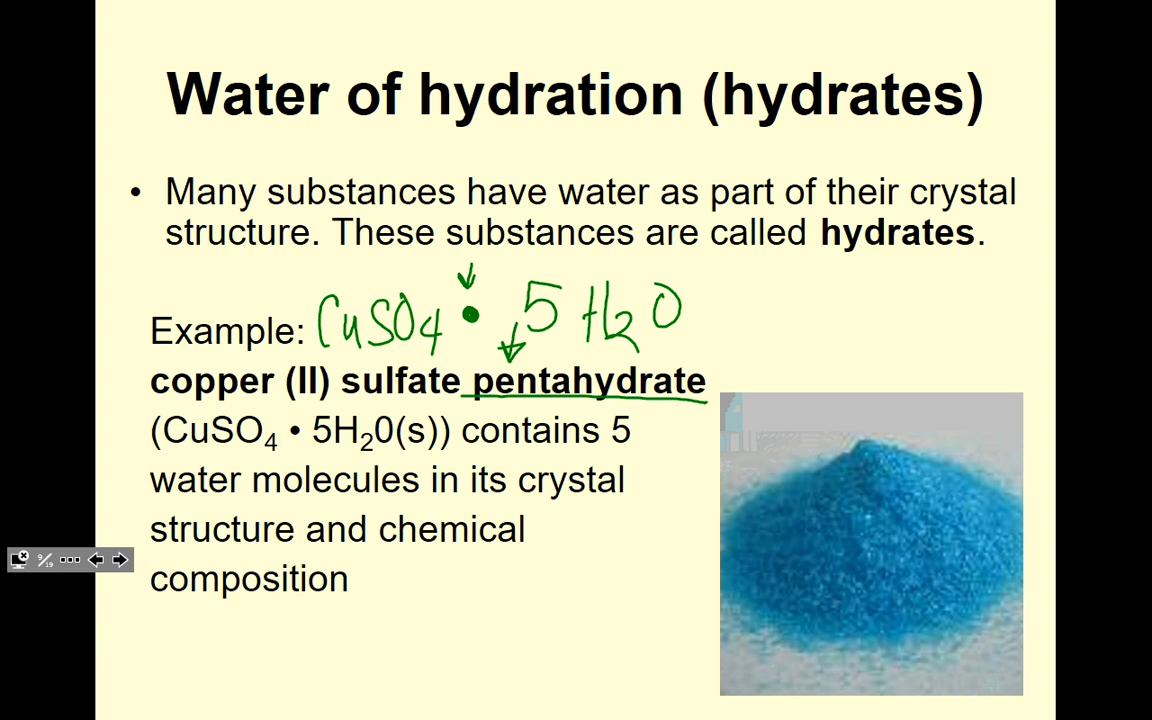 Water of hydration (hydrates)
• Many substances have water as part of their crystal
structure. These substances are called hydrates.
Example: CuSO4 • 5 H2O
copper (II) sulfate pentahydrate
(CuSO₄ • 5H₂0(s)) contains 5
water molecules in its crystal
structure and chemical
composition
9/19